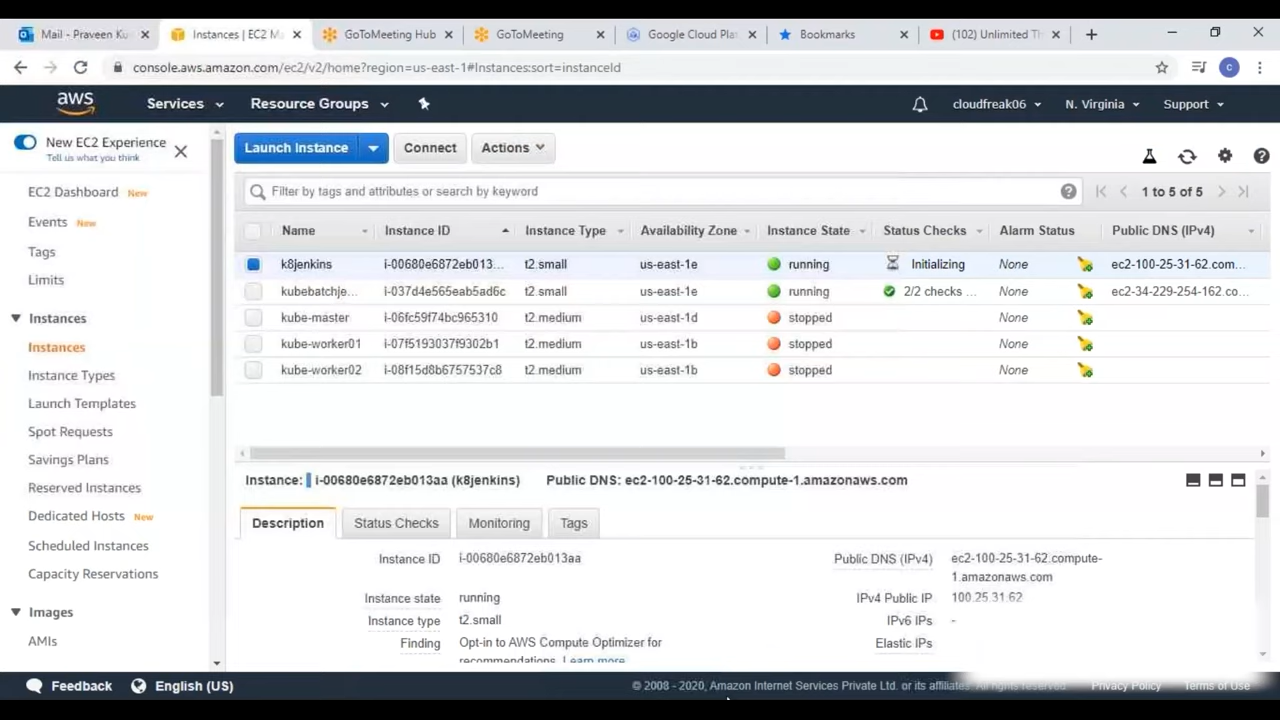 Mail - Praveen Ku
Instances | EC2 M
GoToMeeting Hub
GoToMeeting
Google Cloud Plat
Bookmarks
(102) Unlimited Th
console.aws.amazon.com/ec2/v2/home?region=us-east-1#Instances:sort=instanceId
c
aws
Services
Resource Groups
cloudfreak06
N. Virginia
Support
New EC2 Experience
Tell us what you think
EC2 Dashboard New
Events New
Tags
Limits
Instances
Instances
Instance Types
Launch Templates
Spot Requests
Savings Plans
Reserved Instances
Dedicated Hosts New
Scheduled Instances
Capacity Reservations
Images
AMIs
Launch Instance
Connect
Actions
Filter by tags and attributes or search by keyword
1 to 5 of 5
Name Instance ID Instance Type Availability Zone Instance State Status Checks Alarm Status Public DNS (IPv4)
k8jenkins i-00680e6872eb013... t2.small us-east-1e running Initializing None ec2-100-25-31-62.com...
kubebatchje... i-037d4e565eab5ad6c t2.small us-east-1e running 2/2 checks ... None ec2-34-229-254-162.co...
kube-master i-06fc59f74bc965310 t2.medium us-east-1d stopped None
kube-worker01 i-07f5193037f9302b1 t2.medium us-east-1b stopped None
kube-worker02 i-08f15d8b6757537c8 t2.medium us-east-1b stopped None
Instance: i-00680e6872eb013aa (k8jenkins) Public DNS: ec2-100-25-31-62.compute-1.amazonaws.com
Description
Status Checks
Monitoring
Tags
Instance ID i-00680e6872eb013aa
Instance state running
Instance type t2.small
Finding Opt-in to AWS Compute Optimizer for
recommendations. Learn more
Public DNS (IPv4) ec2-100-25-31-62.compute-
1.amazonaws.com
IPv4 Public IP 100.25.31.62
IPv6 IPs -
Elastic IPs
Feedback
English (US)
© 2008 - 2020, Amazon Internet Services Private Ltd. or its affiliates. All rights reserved.
Privacy Policy
Terms of Use